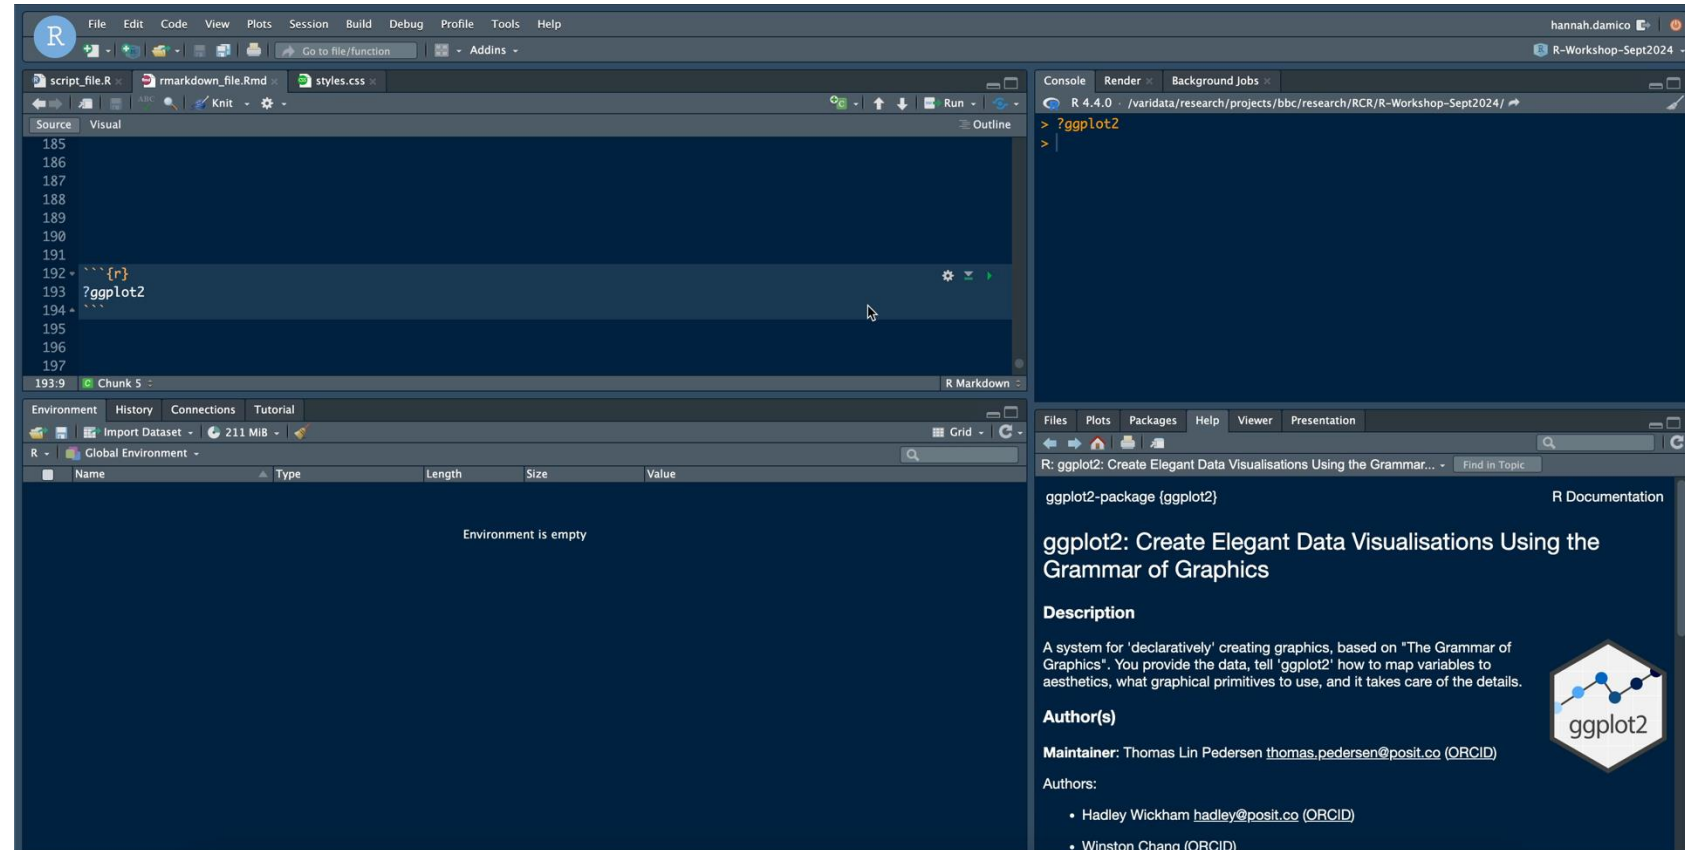 File Edit Code View Plots Session Build Debug Profile Tools Help
hannah.damico
R
Go to file/function
Addins
R-Workshop-Sept2024
script_file.R
rmarkdown_file.Rmd
styles.css
ABC
Knit
Run
Source Visual
Outline
185
186
187
188
189
190
191
192 ```{r}
193 ?ggplot2
194 ```
195
196
197
193:9 C Chunk 5
R Markdown
Environment History Connections Tutorial
Import Dataset 211 MiB
Grid
R Global Environment
Name Type Length Size Value
Environment is empty
Console Render Background Jobs
R 4.4.0 · /varidata/research/projects/bbc/research/RCR/R-Workshop-Sept2024/
> ?ggplot2
>
Files Plots Packages Help Viewer Presentation
R: ggplot2: Create Elegant Data Visualisations Using the Grammar...
Find in Topic
ggplot2-package {ggplot2}
R Documentation
ggplot2: Create Elegant Data Visualisations Using the
Grammar of Graphics
Description
A system for 'declaratively' creating graphics, based on "The Grammar of
Graphics". You provide the data, tell 'ggplot2' how to map variables to
aesthetics, what graphical primitives to use, and it takes care of the details.
ggplot2
Author(s)
Maintainer: Thomas Lin Pedersen thomas.pedersen@posit.co (ORCID)
Authors:
• Hadley Wickham hadley@posit.co (ORCID)
• Winston Chang (ORCID)